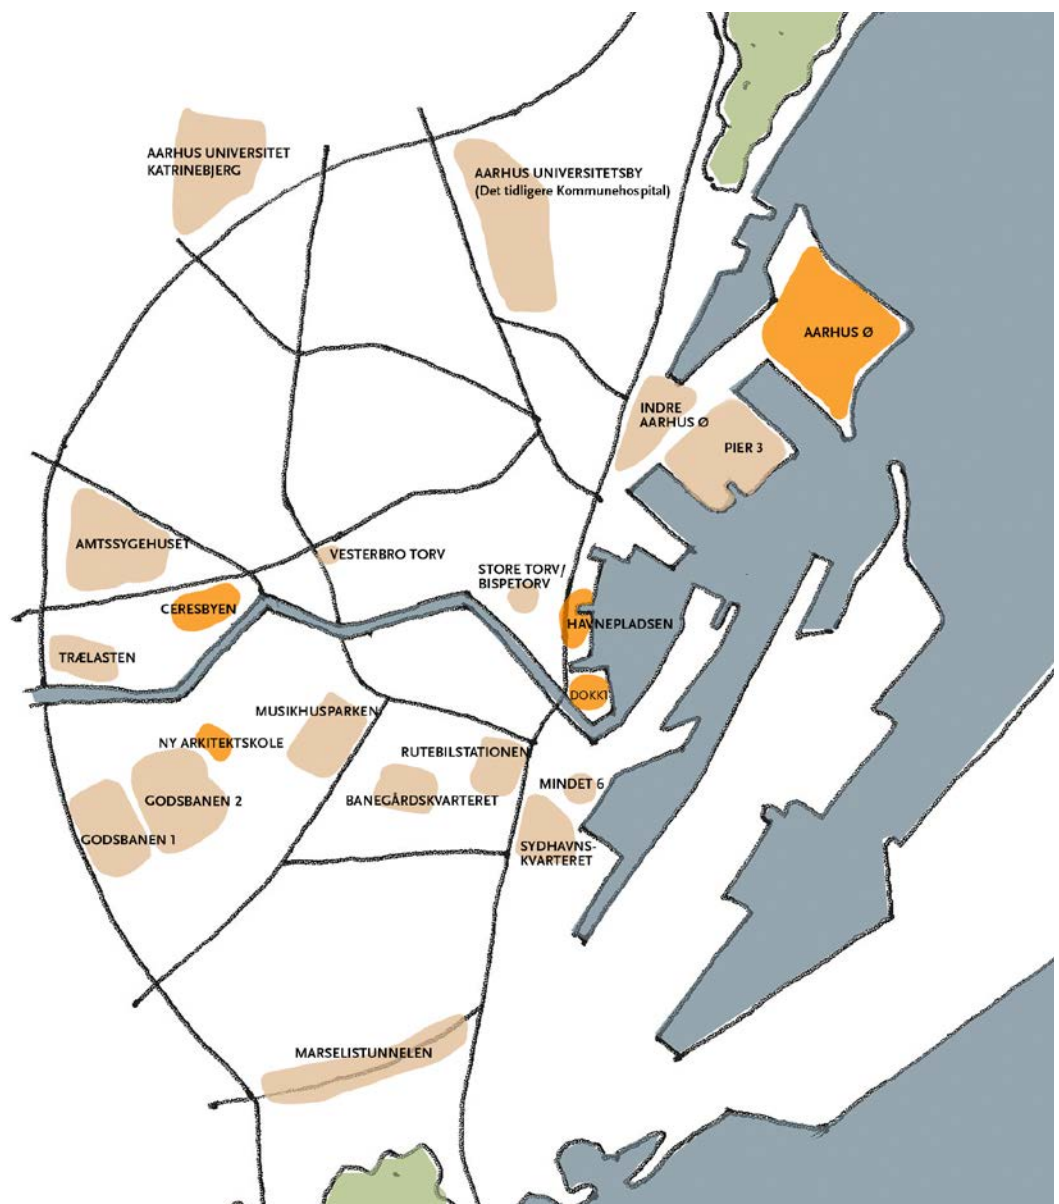 AARHUS UNIVERSITET
KATRINEBJERG
AARHUS UNIVERSITETSBY
(Det tidligere Kommunehospital)
AARHUS Ø
INDRE
AARHUS Ø
PIER 3
AMTSSYGEHUSET
VESTERBRO TORV
STORE TORV/
BISPETORV
CERESBYEN
HAVNEPLADSEN
TRÆLASTEN
DOKK1
MUSIKHUSPARKEN
NY ARKITEKTSKOLE
RUTEBILSTATIONEN
MINDET 6
BANEGÅRDSKVARTERET
GODSBANEN 2
GODSBANEN 1
SYDHAVNS-
KVARTERET
MARSELISTUNNELEN